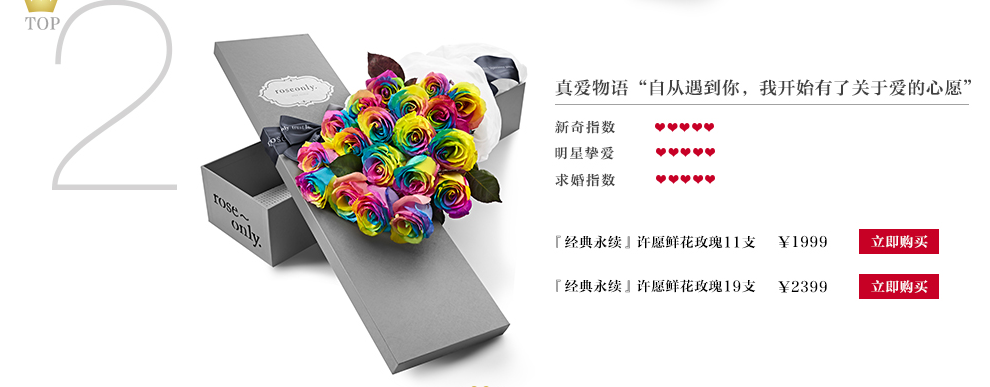 TOP
2
roseonly.
rose~
only.
真爱物语“自从遇到你，我开始有了关于爱的心愿”
新奇指数
明星挚爱
求婚指数
『经典永续』许愿鲜花玫瑰11支 ¥1999 立即购买
『经典永续』许愿鲜花玫瑰19支 ¥2399 立即购买